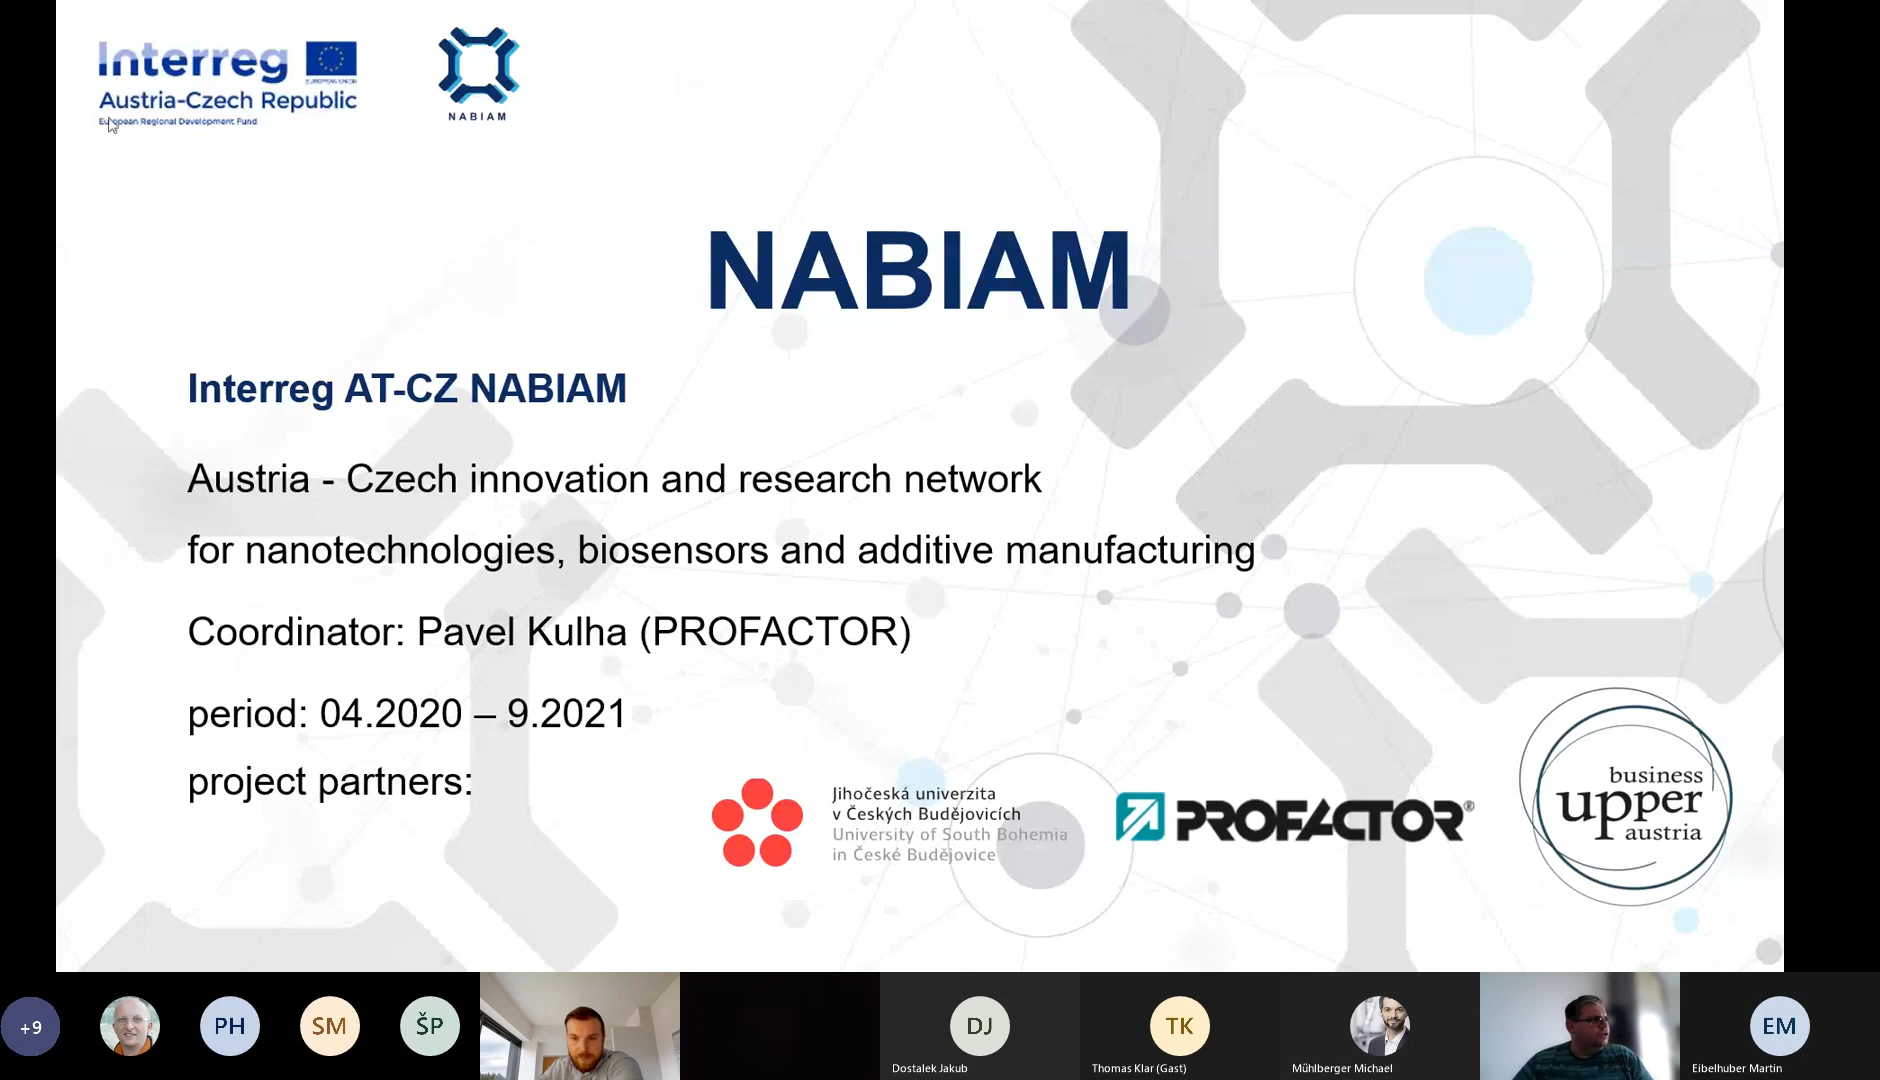 Interreg
EUROPEAN UNION
Austria-Czech Republic
European Regional Development Fund
NABIAM
NABIAM
Interreg AT-CZ NABIAM
Austria - Czech innovation and research network
for nanotechnologies, biosensors and additive manufacturing
Coordinator: Pavel Kulha (PROFACTOR)
period: 04.2020 – 9.2021
project partners:
Jihočeská univerzita
v Českých Budějovicích
University of South Bohemia
in České Budějovice
PROFACTOR®
business
upper
austria
+9
PH
SM
ŠP
DJ
Dostalek Jakub
TK
Thomas Klar (Gast)
Mühlberger Michael
EM
Eibelhuber Martin